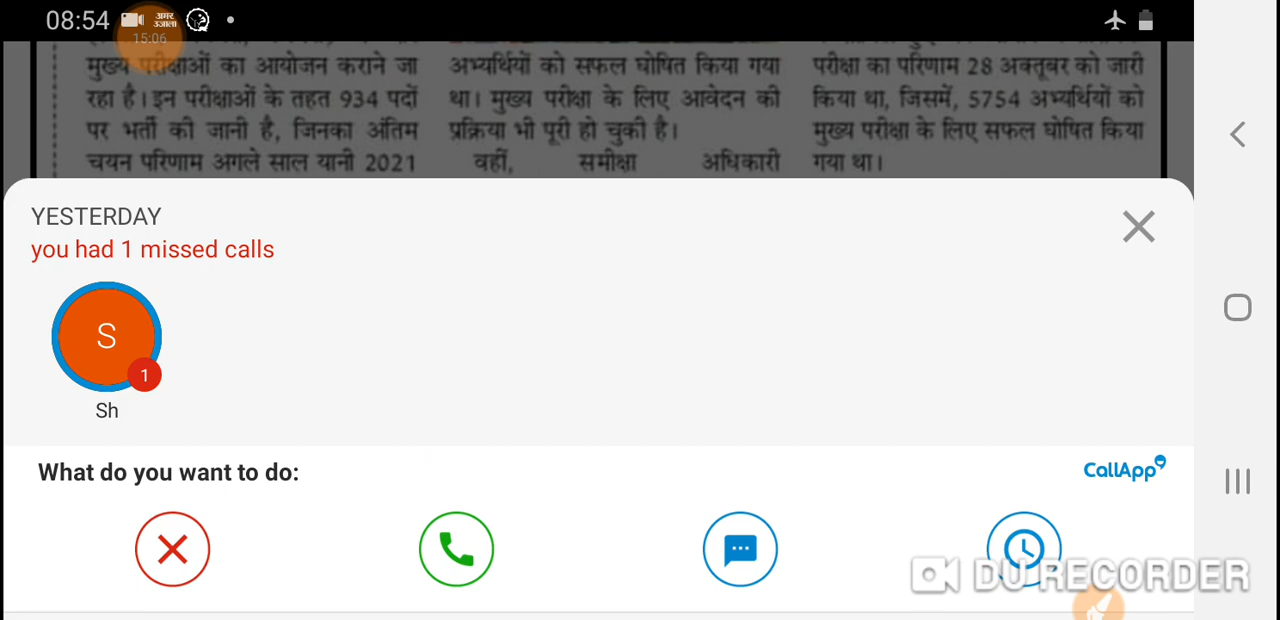 08:54 अमर उजाला
15:06
मुख्य परीक्षाओं का आयोजन कराने जा
रहा है। इन परीक्षाओं के तहत 934 पदों
पर भर्ती की जानी है, जिनका अंतिम
चयन परिणाम अगले साल यानी 2021
अभ्यर्थियों को सफल घोषित किया गया
था। मुख्य परीक्षा के लिए आवेदन की
प्रक्रिया भी पूरी हो चुकी है।
वहीं, समीक्षा अधिकारी
परीक्षा का परिणाम 28 अक्तूबर को जारी
किया था, जिसमें, 5754 अभ्यर्थियों को
मुख्य परीक्षा के लिए सफल घोषित किया
गया था।
YESTERDAY
you had 1 missed calls
S
1
Sh
What do you want to do:
CallApp
DU RECORDER